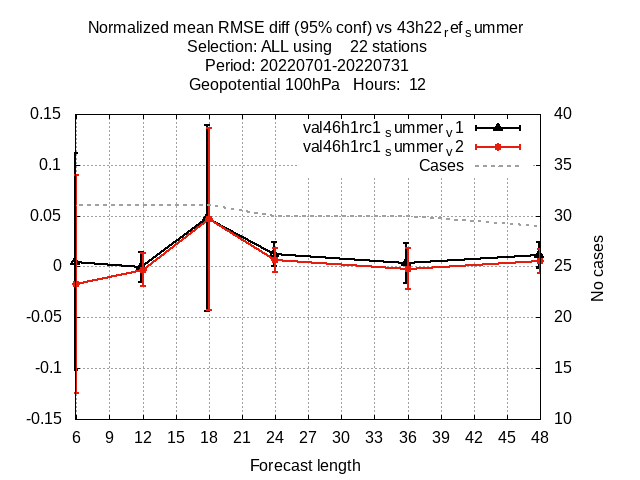 Normalized mean RMSE diff (95% conf) vs 43h22refsummer
Selection: ALL using 22 stations
Period: 20220701-20220731
Geopotential 100hPa Hours: 12
val46h1rc1summerv1
val46h1rc1summerv2
Cases
0.15
0.1
0.05
0
-0.05
-0.1
-0.15
40
35
30
25
20
15
10
No cases
6 9 12 15 18 21 24 27 30 33 36 39 42 45 48
Forecast length